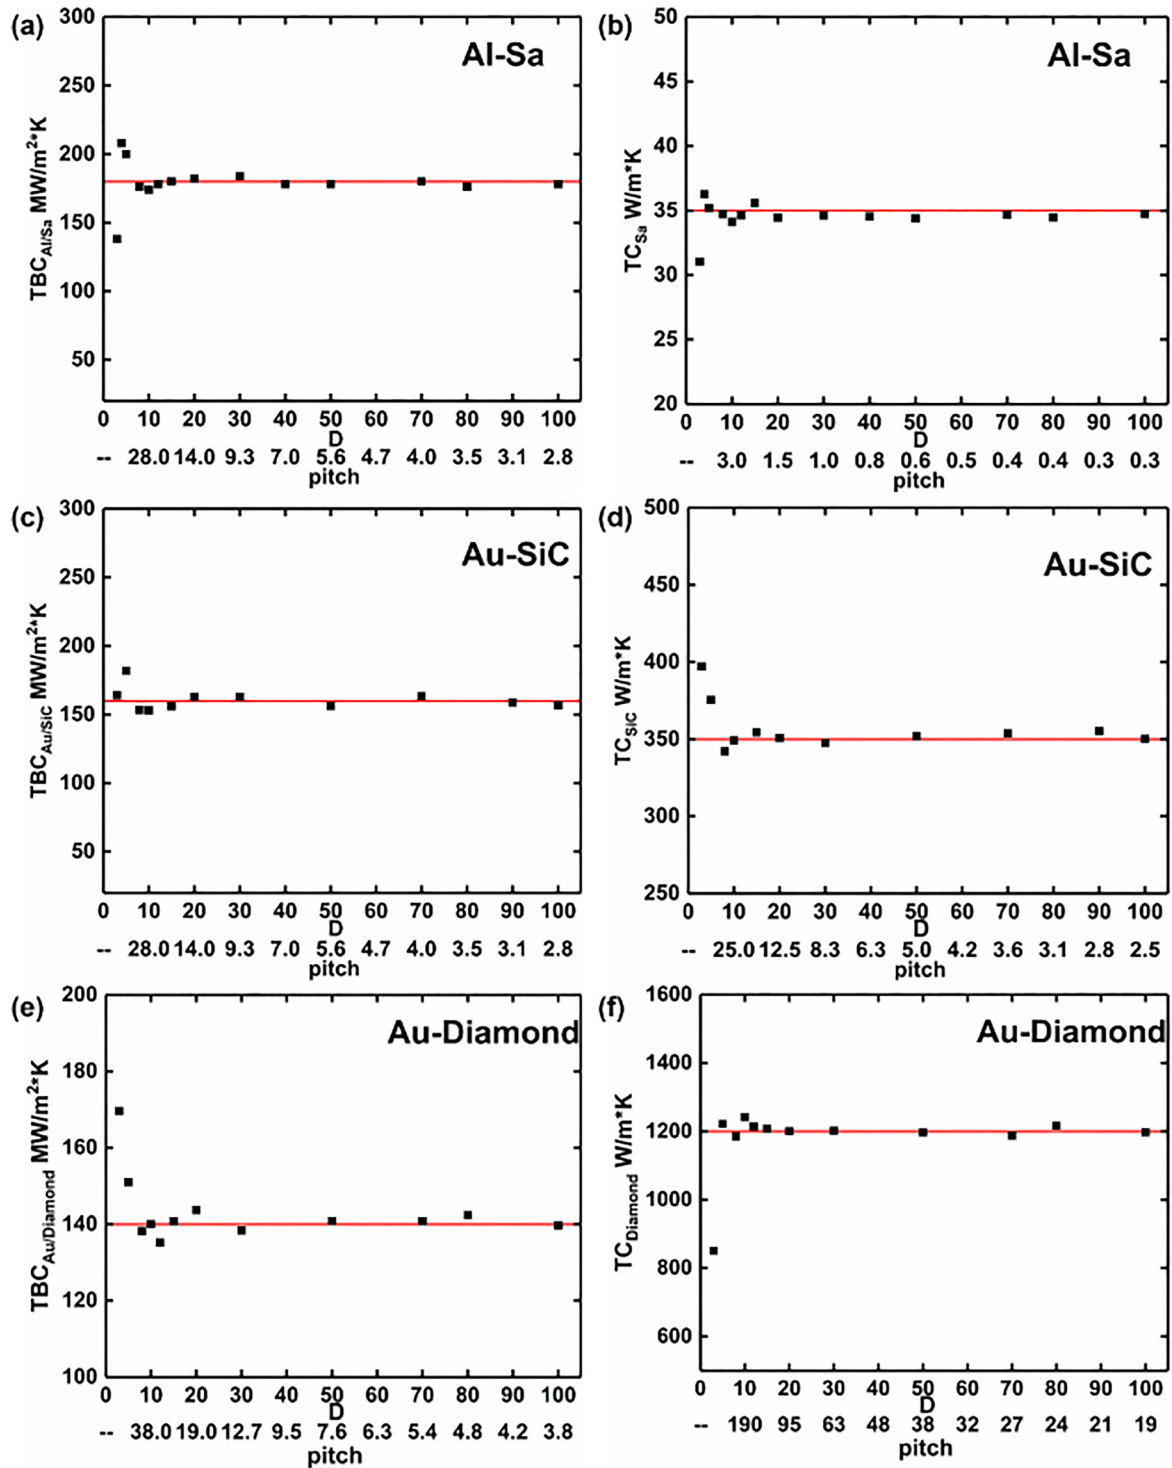 (a)
Al-Sa
TBC_Al/Sa MW/m²*K
300
250
200
150
100
50
0 10 20 30 40 50 60 70 80 90 100
D
-- 28.0 14.0 9.3 7.0 5.6 4.7 4.0 3.5 3.1 2.8
pitch
(b)
Al-Sa
TC_Sa W/m*K
50
45
40
35
30
25
20
0 10 20 30 40 50 60 70 80 90 100
D
-- 3.0 1.5 1.0 0.8 0.6 0.5 0.4 0.4 0.3 0.3
pitch
(c)
Au-SiC
TBC_Au/SiC MW/m²*K
300
250
200
150
100
50
0 10 20 30 40 50 60 70 80 90 100
D
-- 28.0 14.0 9.3 7.0 5.6 4.7 4.0 3.5 3.1 2.8
pitch
(d)
Au-SiC
TC_SiC W/m*K
500
450
400
350
300
250
0 10 20 30 40 50 60 70 80 90 100
D
-- 25.0 12.5 8.3 6.3 5.0 4.2 3.6 3.1 2.8 2.5
pitch
(e)
Au-Diamond
TBC_Au/Diamond MW/m²*K
200
180
160
140
120
100
0 10 20 30 40 50 60 70 80 90 100
D
-- 38.0 19.0 12.7 9.5 7.6 6.3 5.4 4.8 4.2 3.8
pitch
(f)
Au-Diamond
TC_Diamond W/m*K
1600
1400
1200
1000
800
600
0 10 20 30 40 50 60 70 80 90 100
D
-- 190 95 63 48 38 32 27 24 21 19
pitch